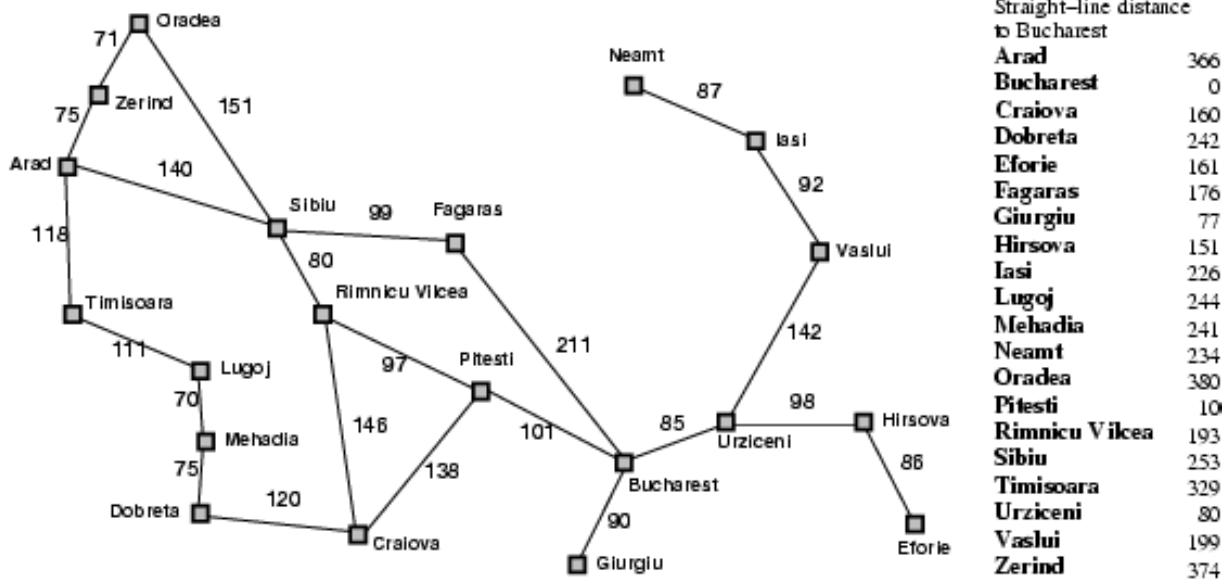 Straight–line distance
to Bucharest
Arad 366
Bucharest 0
Craiova 160
Dobreta 242
Eforie 161
Fagaras 176
Giurgiu 77
Hirsova 151
Iasi 226
Lugoj 244
Mehadia 241
Neamt 234
Oradea 380
Pitesti 10
Rimnicu Vilcea 193
Sibiu 253
Timisoara 329
Urziceni 80
Vaslui 199
Zerind 374
Oradea
71
Neamt
87
Zerind
151
75
Iasi
Arad
140
92
Sibiu
99
Fagaras
118
80
Vaslui
Rimnicu Vilcea
Timisoara
142
211
111
Lugoj
97
Pitesti
70
98
Hirsova
146
101
85
Urziceni
Mehadia
138
86
75
Bucharest
120
Dobreta
90
Craiova
Eforie
Giurgiu